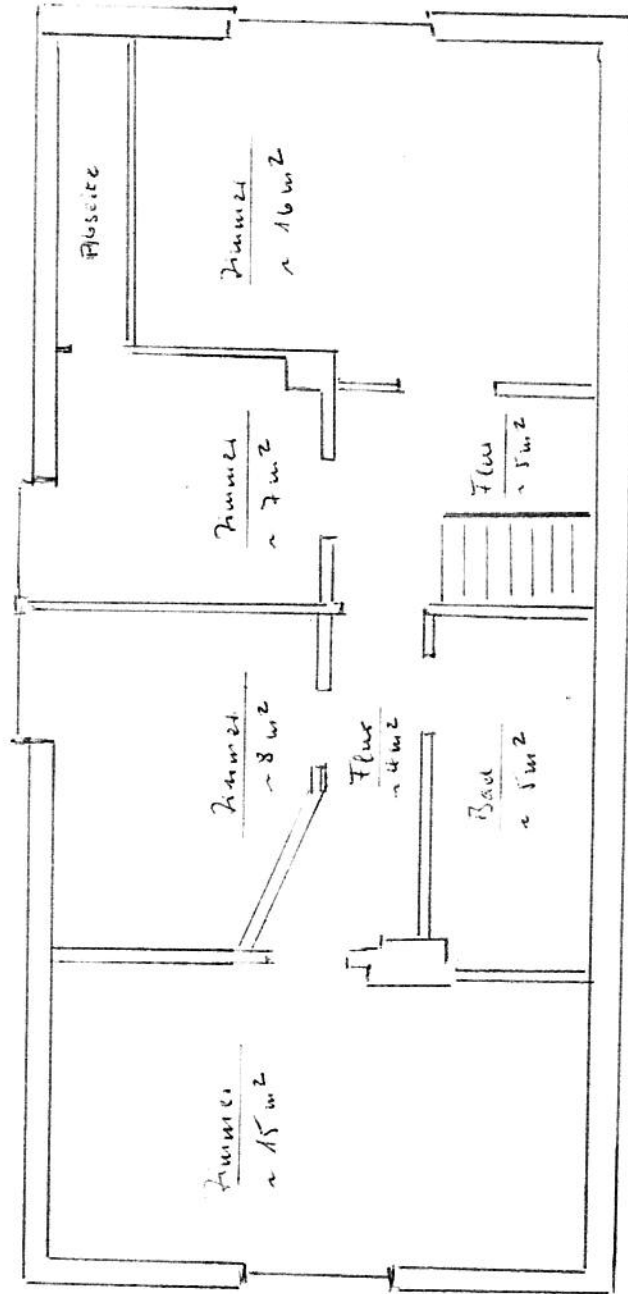 Abseite
Zimmer
~ 16 m²
Zimmer
~ 7 m²
Flur
~ 5 m²
Zimmer
~ 8 m²
Flur
~ 4 m²
Bad
~ 5 m²
Zimmer
~ 15 m²